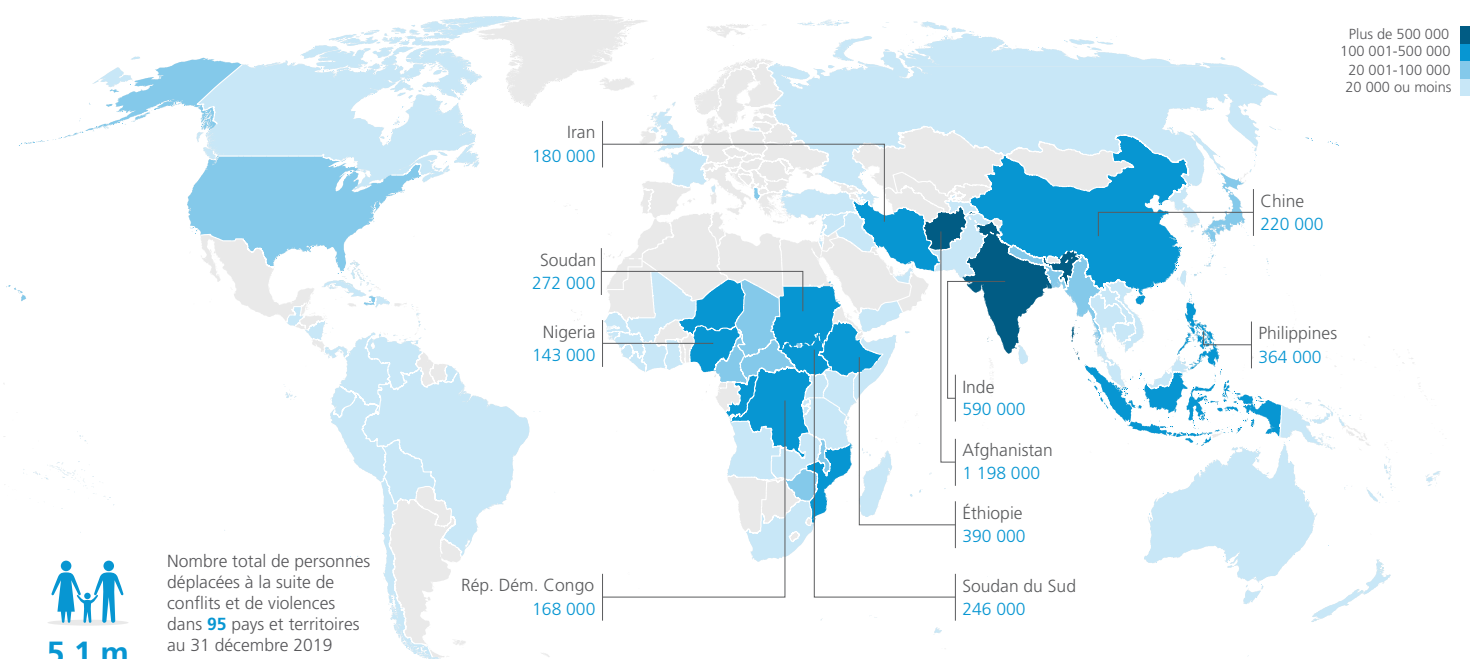 Plus de 500 000
100 001-500 000
20 001-100 000
20 000 ou moins
Iran
180 000
Chine
220 000
Soudan
272 000
Nigeria
143 000
Philippines
364 000
Inde
590 000
Afghanistan
1 198 000
Éthiopie
390 000
Rép. Dém. Congo
168 000
Soudan du Sud
246 000
Nombre total de personnes
déplacées à la suite de
conflits et de violences
dans 95 pays et territoires
au 31 décembre 2019
5,1 m